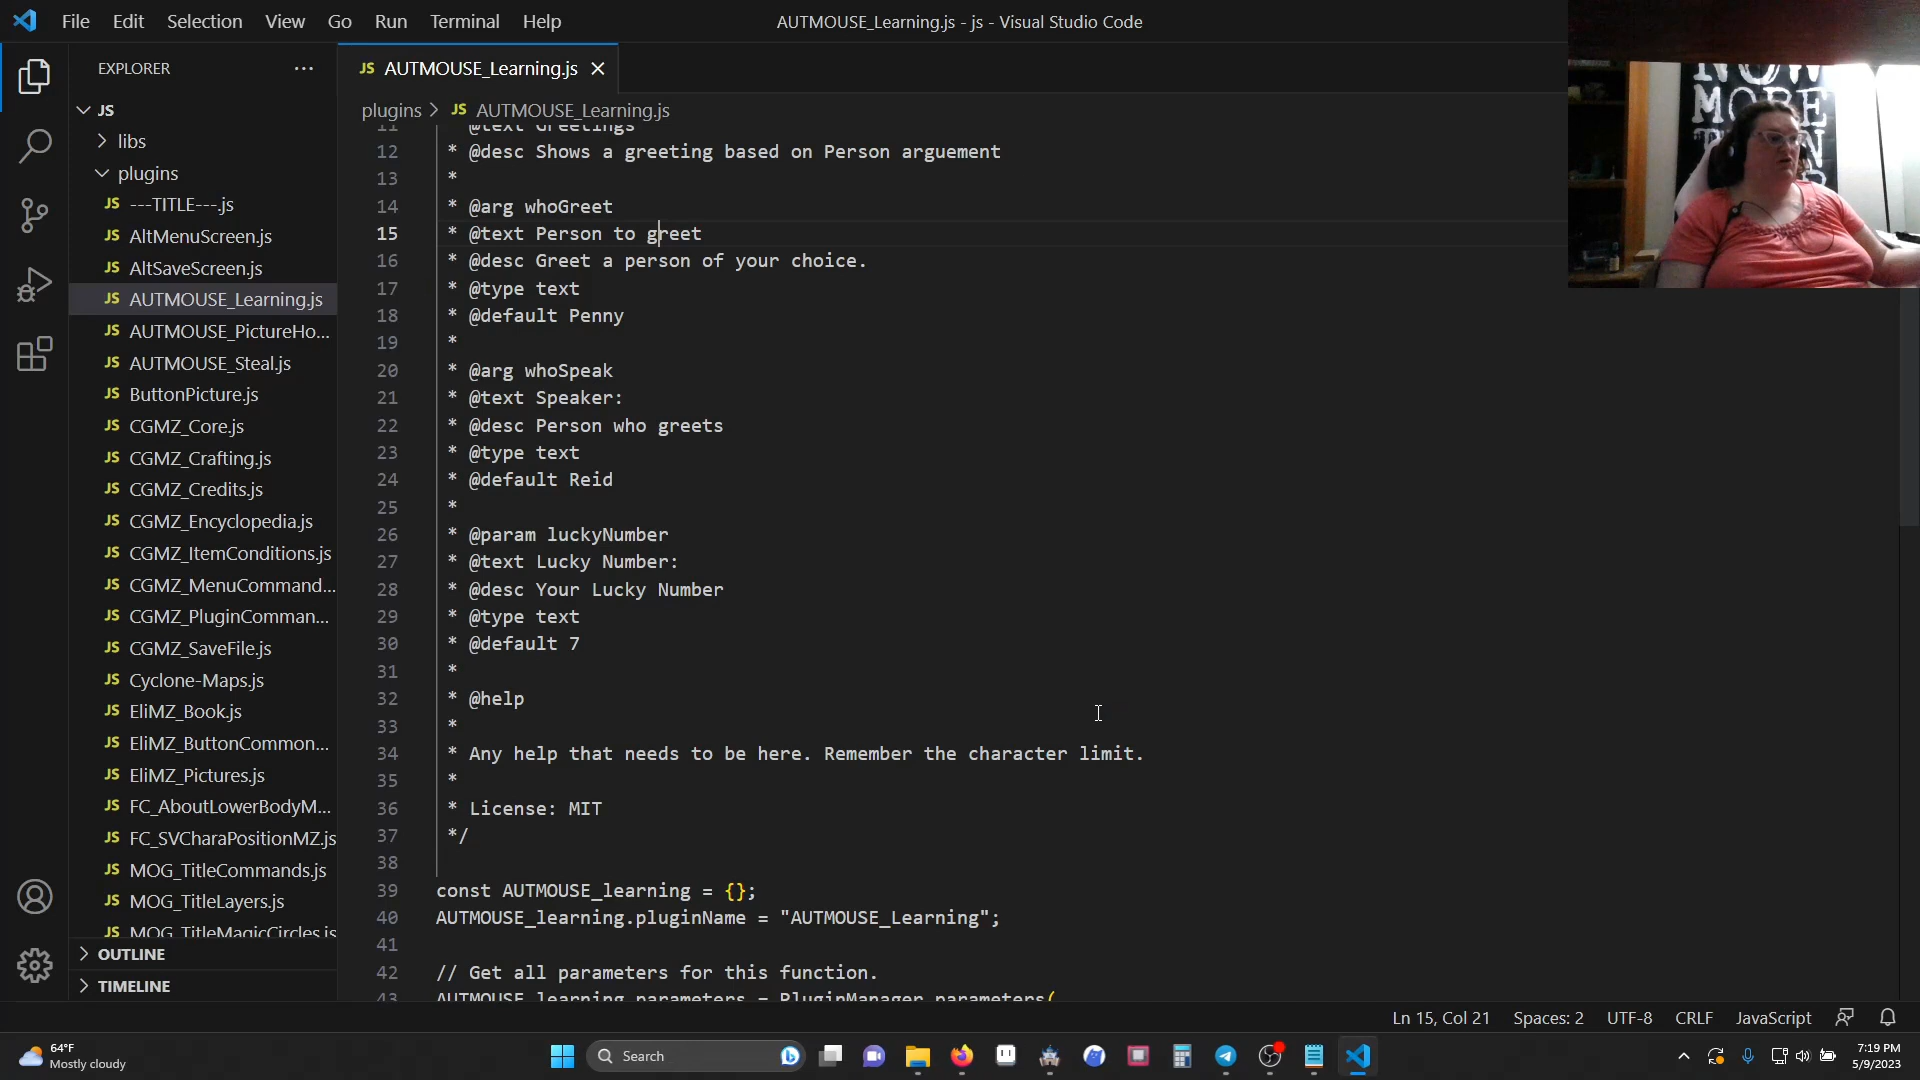 File Edit Selection View Go Run Terminal Help
AUTMOUSE_Learning.js - js - Visual Studio Code
EXPLORER
JS AUTMOUSE_Learning.js
JS
plugins > JS AUTMOUSE_Learning.js
libs
plugins
JS ---TITLE---.js
JS AltMenuScreen.js
JS AltSaveScreen.js
JS AUTMOUSE_Learning.js
JS AUTMOUSE_PictureHo...
JS AUTMOUSE_Steal.js
JS ButtonPicture.js
JS CGMZ_Core.js
JS CGMZ_Crafting.js
JS CGMZ_Credits.js
JS CGMZ_Encyclopedia.js
JS CGMZ_ItemConditions.js
JS CGMZ_MenuCommand...
JS CGMZ_PluginComman...
JS CGMZ_SaveFile.js
JS Cyclone-Maps.js
JS EliMZ_Book.js
JS EliMZ_ButtonCommon...
JS EliMZ_Pictures.js
JS FC_AboutLowerBodyM...
JS FC_SVCharaPositionMZ.js
JS MOG_TitleCommands.js
JS MOG_TitleLayers.js
JS MOG_TitleMagicCircles.js
OUTLINE
TIMELINE
11 * @text Greetings
12 * @desc Shows a greeting based on Person arguement
13 *
14 * @arg whoGreet
15 * @text Person to greet
16 * @desc Greet a person of your choice.
17 * @type text
18 * @default Penny
19 *
20 * @arg whoSpeak
21 * @text Speaker:
22 * @desc Person who greets
23 * @type text
24 * @default Reid
25 *
26 * @param luckyNumber
27 * @text Lucky Number:
28 * @desc Your Lucky Number
29 * @type text
30 * @default 7
31 *
32 * @help
33 *
34 * Any help that needs to be here. Remember the character limit.
35 *
36 * License: MIT
37 */
38
39 const AUTMOUSE_learning = {};
40 AUTMOUSE_learning.pluginName = "AUTMOUSE_Learning";
41
42 // Get all parameters for this function.
43 AUTMOUSE_learning.parameters = PluginManager.parameters(
NOW
MORE
Ln 15, Col 21 Spaces: 2 UTF-8 CRLF JavaScript
64°F
Mostly cloudy
Search
7:19 PM
5/9/2023